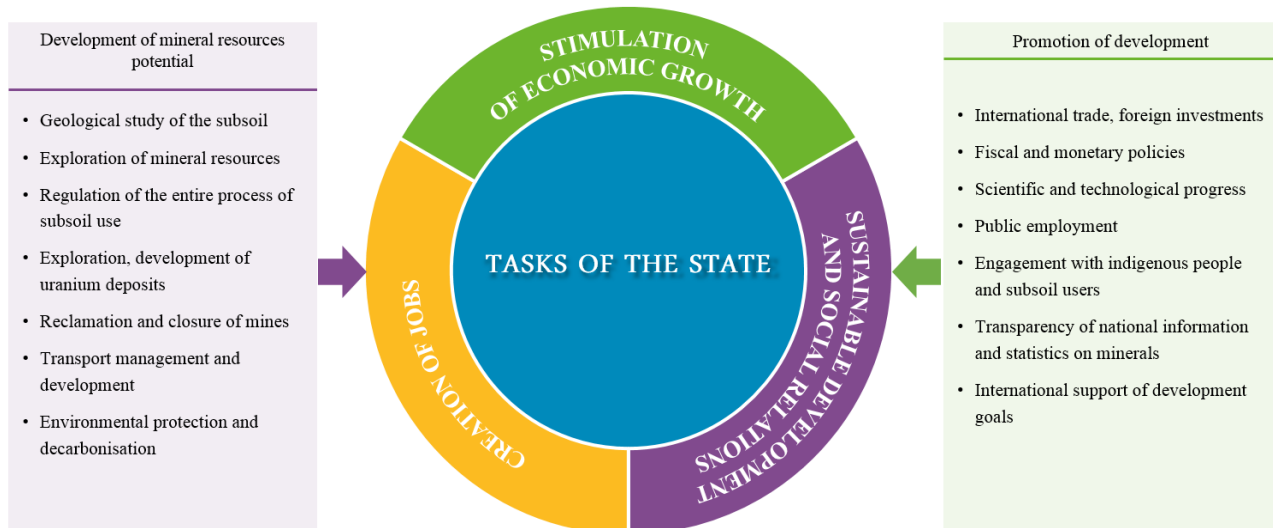 Development of mineral resources
potential
• Geological study of the subsoil
• Exploration of mineral resources
• Regulation of the entire process of
subsoil use
• Exploration, development of
uranium deposits
• Reclamation and closure of mines
• Transport management and
development
• Environmental protection and
decarbonisation
STIMULATION
OF ECONOMIC GROWTH
CREATION OF JOBS
TASKS OF THE STATE
SUSTAINABLE DEVELOPMENT
AND SOCIAL RELATIONS
Promotion of development
• International trade, foreign investments
• Fiscal and monetary policies
• Scientific and technological progress
• Public employment
• Engagement with indigenous people
and subsoil users
• Transparency of national information
and statistics on minerals
• International support of development
goals